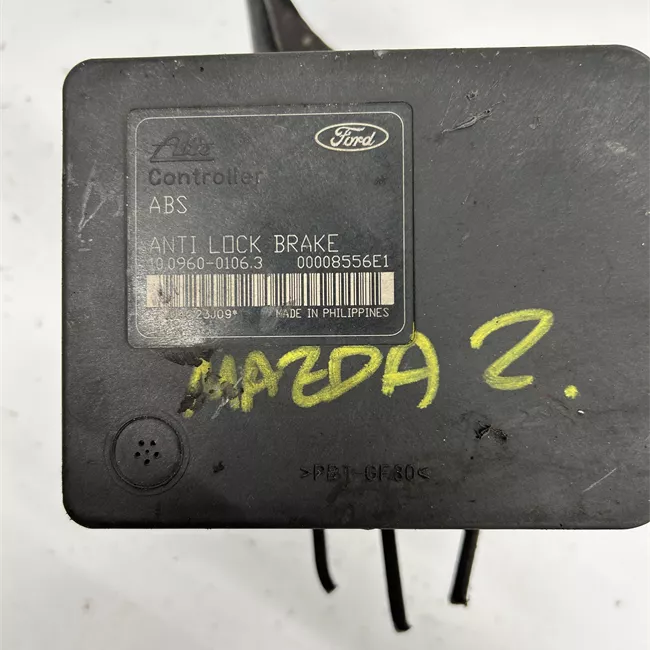 Ate
Ford
Controller
ABS
ANTI LOCK BRAKE
10.0960-0106.3 00008556E1
23J09* MADE IN PHILIPPINES
MAZDA 2.
>PBT-GF30<